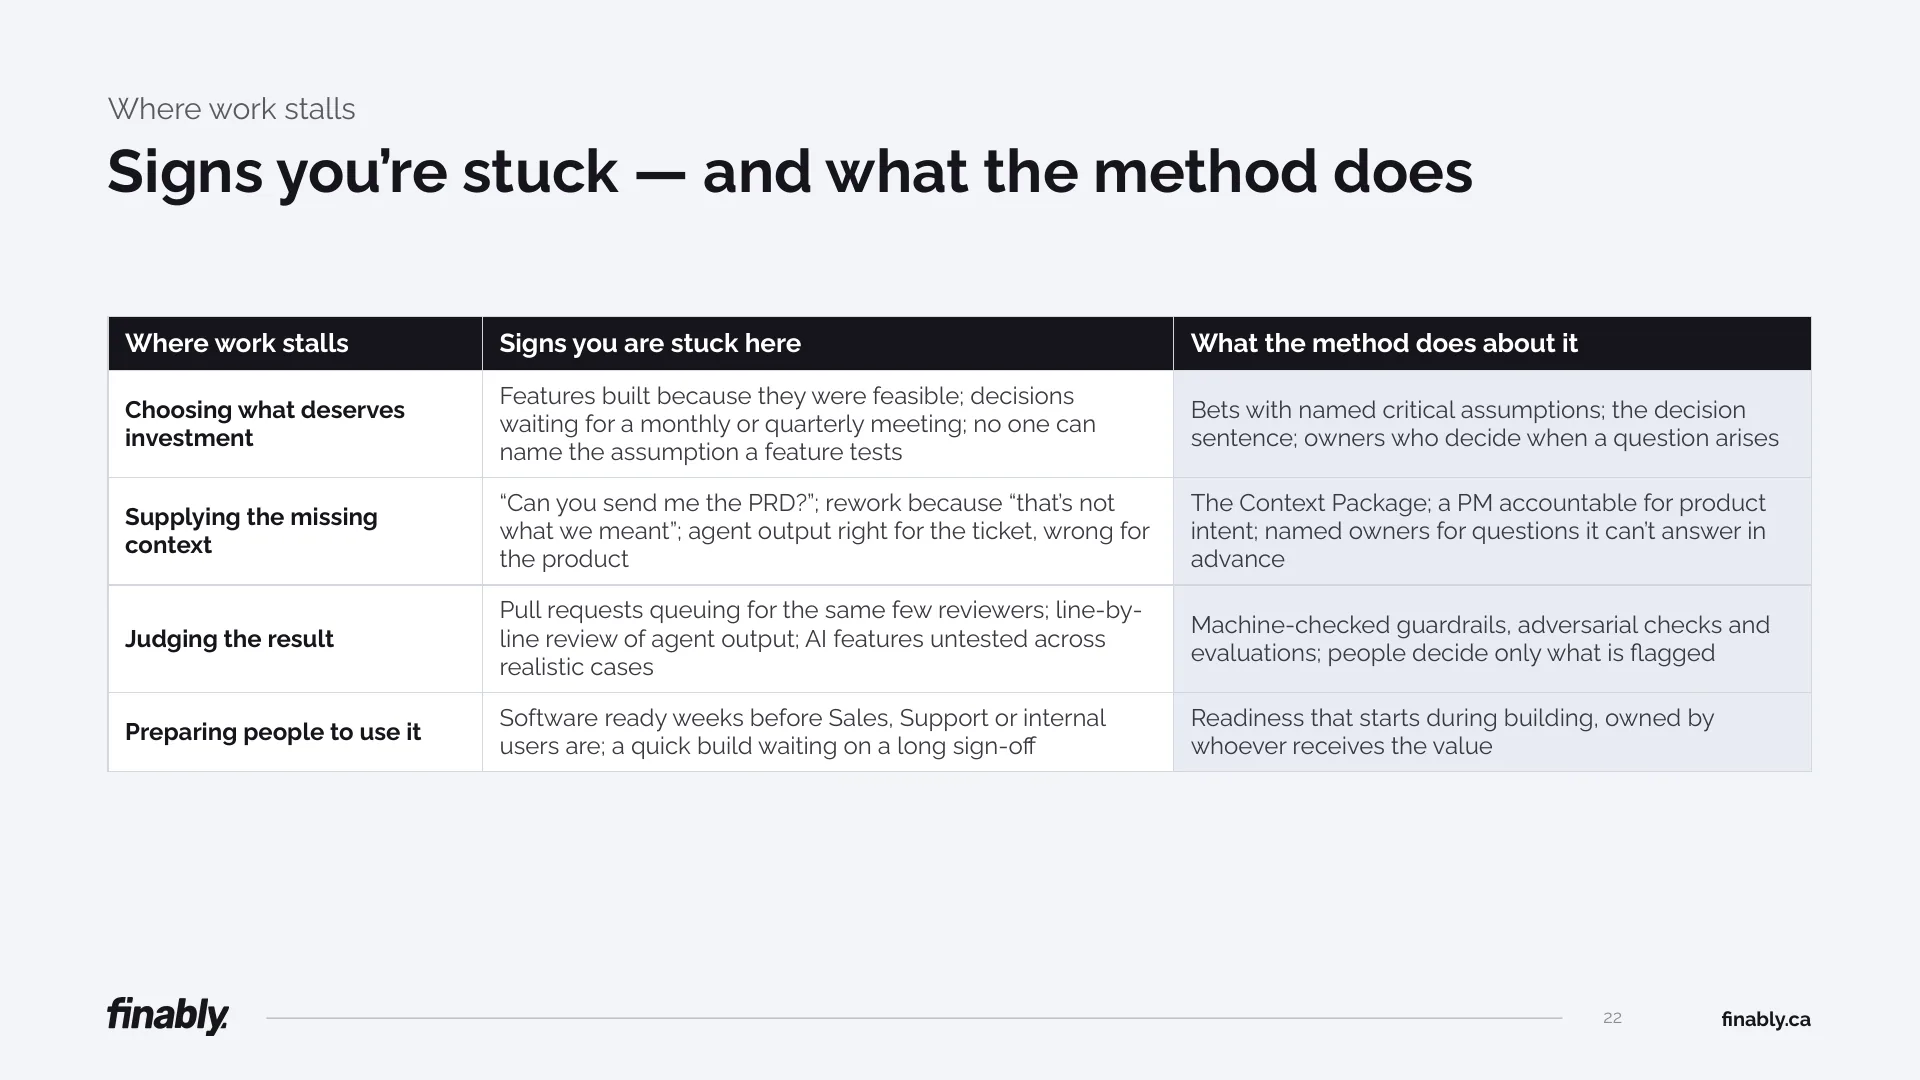 Where work stalls
Signs you’re stuck — and what the method does
Where work stalls
Signs you are stuck here
What the method does about it
Choosing what deserves
investment
Features built because they were feasible; decisions
waiting for a monthly or quarterly meeting; no one can
name the assumption a feature tests
Bets with named critical assumptions; the decision
sentence; owners who decide when a question arises
Supplying the missing
context
“Can you send me the PRD?”; rework because “that’s not
what we meant”; agent output right for the ticket, wrong for
the product
The Context Package; a PM accountable for product
intent; named owners for questions it can’t answer in
advance
Judging the result
Pull requests queuing for the same few reviewers; line-by-
line review of agent output; AI features untested across
realistic cases
Machine-checked guardrails, adversarial checks and
evaluations; people decide only what is flagged
Preparing people to use it
Software ready weeks before Sales, Support or internal
users are; a quick build waiting on a long sign-off
Readiness that starts during building, owned by
whoever receives the value
finably.
22
finably.ca